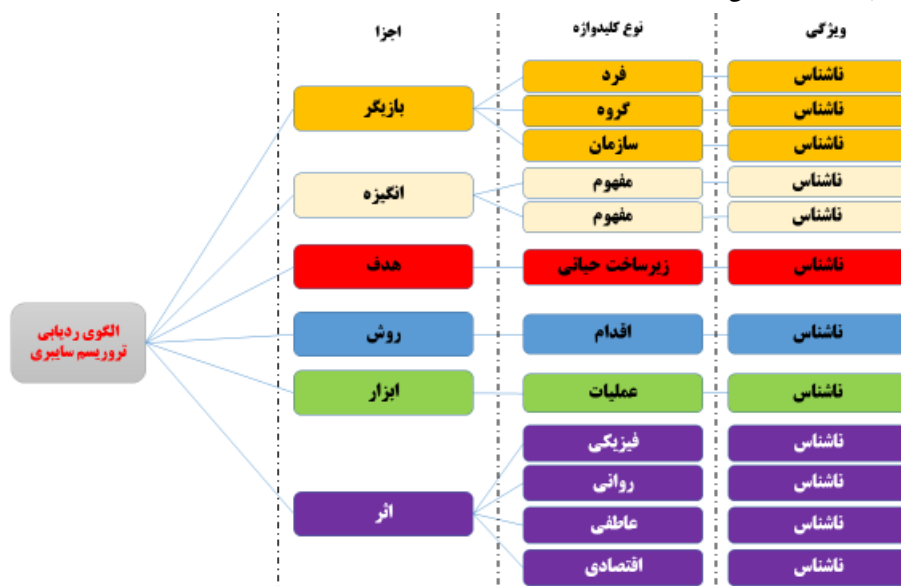 اجزا
نوع کلیدواژه
ویژگی
الگوی ردیابی
تروریسم سایبری
بازیگر
فرد
ناشناس
گروه
ناشناس
سازمان
ناشناس
انگیزه
مفهوم
ناشناس
مفهوم
ناشناس
هدف
زیرساخت حیاتی
ناشناس
روش
اقدام
ناشناس
ابزار
عملیات
ناشناس
اثر
فیزیکی
ناشناس
روانی
ناشناس
عاطفی
ناشناس
اقتصادی
ناشناس